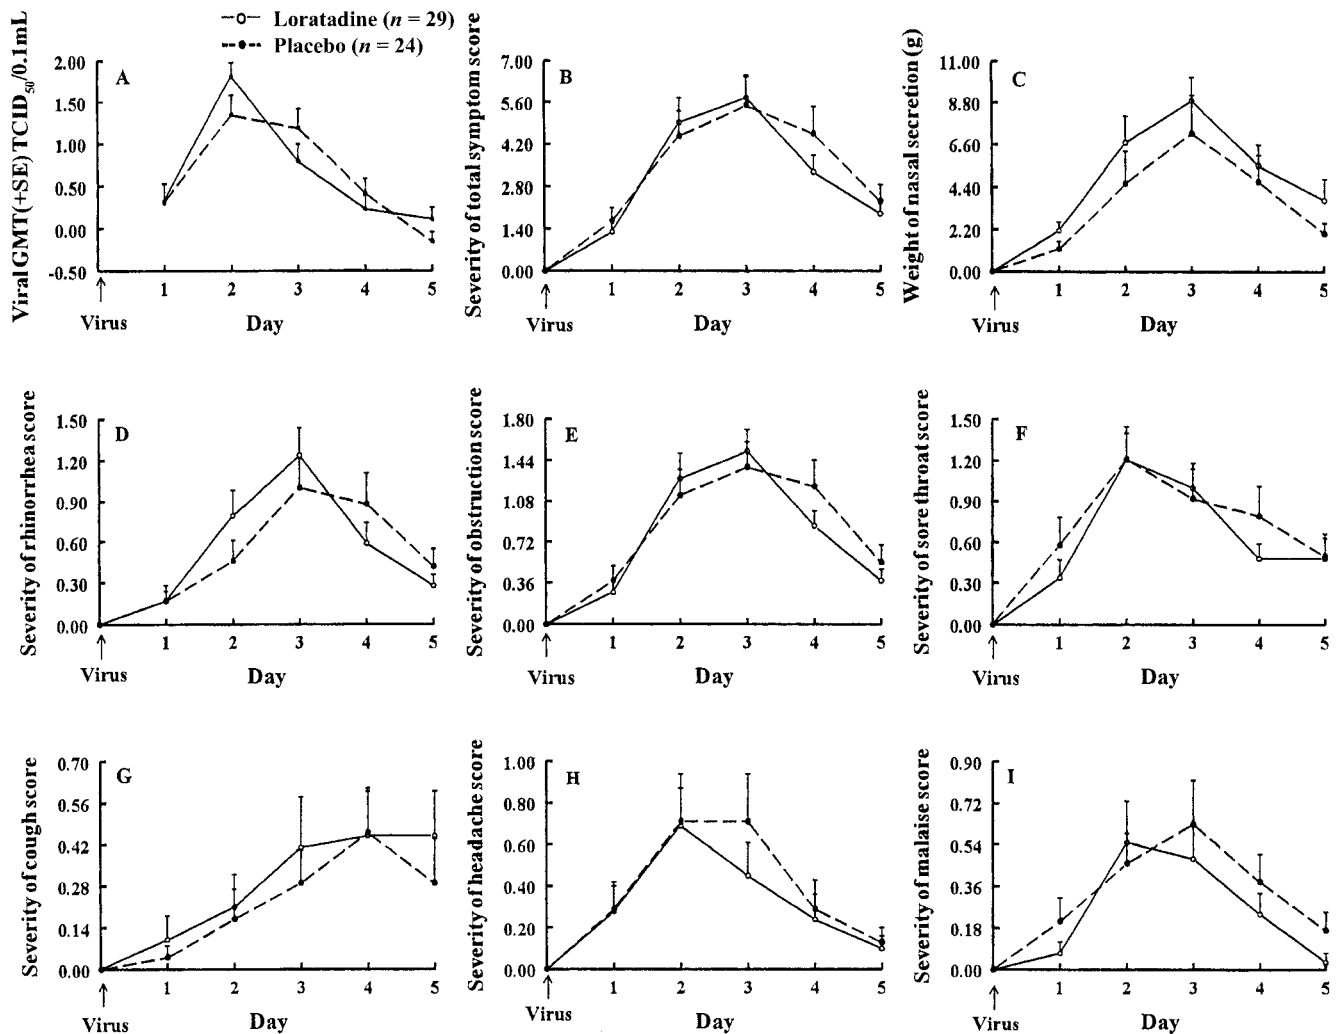 Loratadine (n = 29)
Placebo (n = 24)
Viral GMT(+SE) TCID50/0.1mL
2.00
1.50
1.00
0.50
0.00
-0.50
A
1 2 3 4 5
Virus
Day
Severity of total symptom score
7.00
5.60
4.20
2.80
1.40
0.00
B
1 2 3 4 5
Virus
Day
Weight of nasal secretion (g)
11.00
8.80
6.60
4.40
2.20
0.00
C
1 2 3 4 5
Virus
Day
Severity of rhinorrhea score
1.50
1.20
0.90
0.60
0.30
0.00
D
1 2 3 4 5
Virus
Day
Severity of obstruction score
1.80
1.44
1.08
0.72
0.36
0.00
E
1 2 3 4 5
Virus
Day
Severity of sore throat score
1.50
1.20
0.90
0.60
0.30
0.00
F
1 2 3 4 5
Virus
Day
Severity of cough score
0.70
0.56
0.42
0.28
0.14
0.00
G
1 2 3 4 5
Virus
Day
Severity of headache score
1.00
0.80
0.60
0.40
0.20
0.00
H
1 2 3 4 5
Virus
Day
Severity of malaise score
0.90
0.72
0.54
0.36
0.18
0.00
I
1 2 3 4 5
Virus
Day